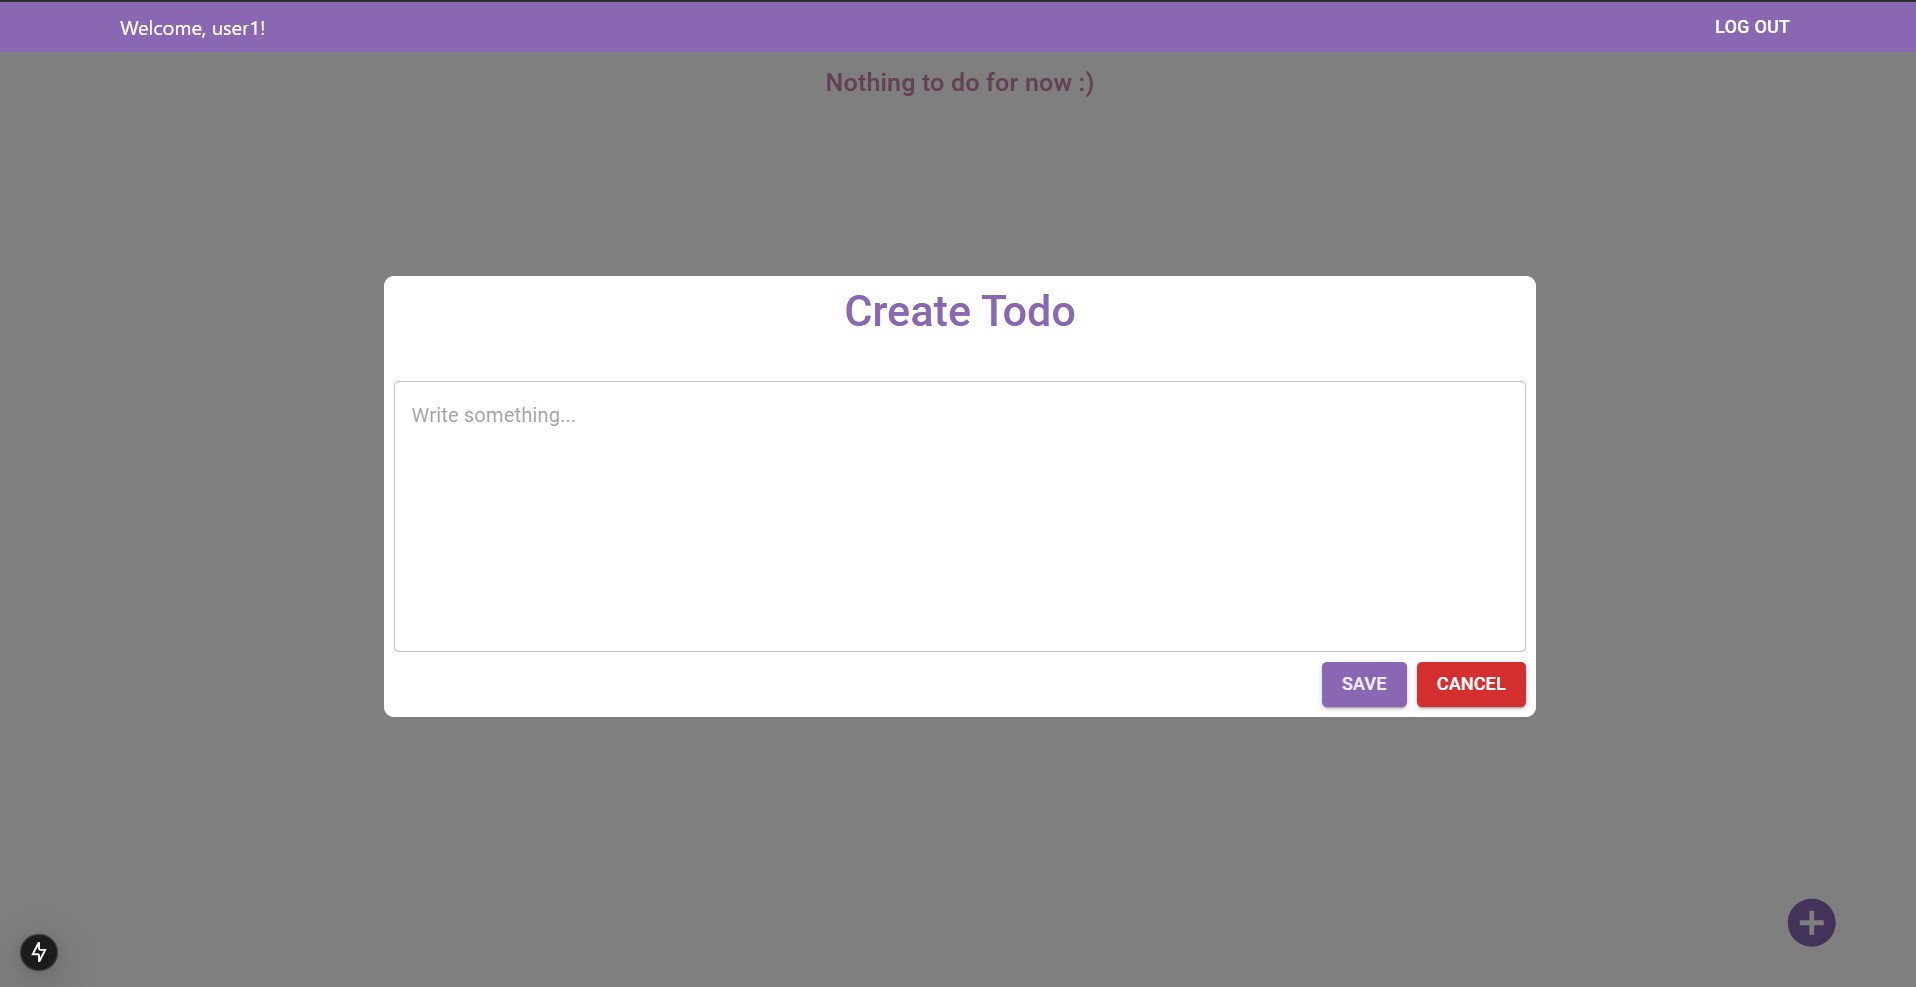 Welcome, user1!
LOG OUT
Nothing to do for now :)
Create Todo
Write something...
SAVE
CANCEL